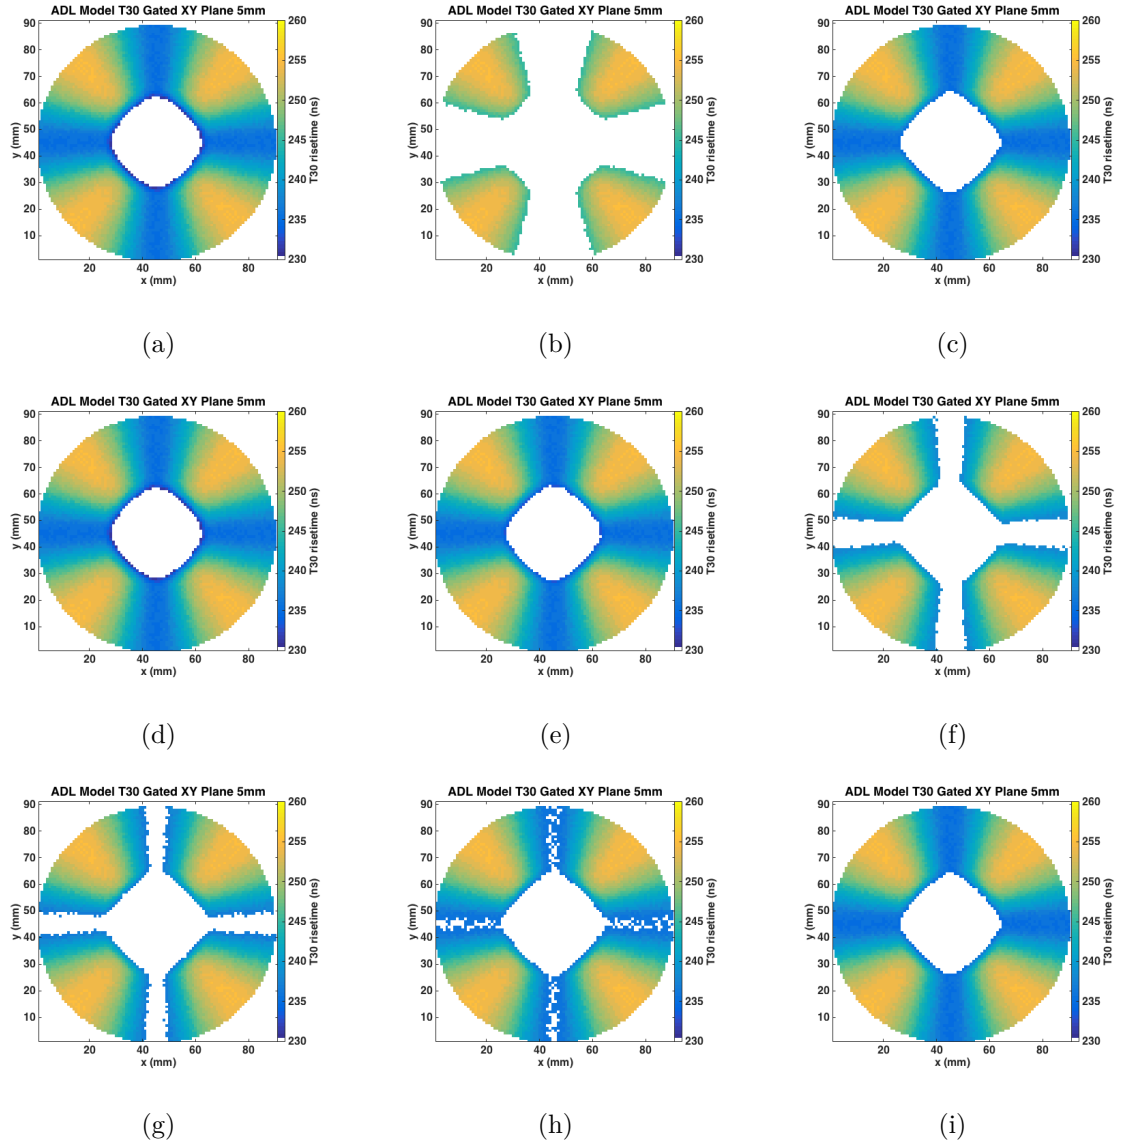 ADL Model T30 Gated XY Plane 5mm ADL Model T30 Gated XY Plane 5mm ADL Model T30 Gated XY Plane 5mm
90 260 90 260 90 260
80 255 80 255 80 255
70 250 70 250 70 250
60 60 60
y (mm) 50 245 T30 risetime (ns) y (mm) 50 245 T30 risetime (ns) y (mm) 50 245 T30 risetime (ns)
40 240 40 240 40 240
30 30 30
20 235 20 235 20 235
10 10 10
230 230 230
20 40 60 80 20 40 60 80 20 40 60 80
x (mm) x (mm) x (mm)
(a) (b) (c)
ADL Model T30 Gated XY Plane 5mm ADL Model T30 Gated XY Plane 5mm ADL Model T30 Gated XY Plane 5mm
90 260 90 260 90 260
80 255 80 255 80 255
70 250 70 250 70 250
60 60 60
y (mm) 50 245 T30 risetime (ns) y (mm) 50 245 T30 risetime (ns) y (mm) 50 245 T30 risetime (ns)
40 240 40 240 40 240
30 30 30
20 235 20 235 20 235
10 10 10
230 230 230
20 40 60 80 20 40 60 80 20 40 60 80
x (mm) x (mm) x (mm)
(d) (e) (f)
ADL Model T30 Gated XY Plane 5mm ADL Model T30 Gated XY Plane 5mm ADL Model T30 Gated XY Plane 5mm
90 260 90 260 90 260
80 255 80 255 80 255
70 250 70 250 70 250
60 60 60
y (mm) 50 245 T30 risetime (ns) y (mm) 50 245 T30 risetime (ns) y (mm) 50 245 T30 risetime (ns)
40 240 40 240 40 240
30 30 30
20 235 20 235 20 235
10 10 10
230 230 230
20 40 60 80 20 40 60 80 20 40 60 80
x (mm) x (mm) x (mm)
(g) (h) (i)